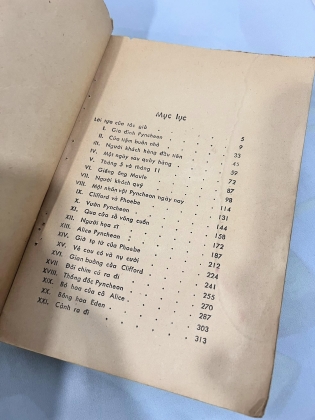 Mục lục
Lời tựa của tác giả 5
I. Gia đình Pyncheon 9
II. Cửa tiệm buôn nhỏ 33
III. Người khách hàng đầu tiên 45
IV. Một ngày sau quầy hàng 59
V. Tháng 5 và tháng 11 72
VI. Giếng ông Maule 87
VII. Người khách quý 98
VIII. Một nhân vật Pyncheon ngày nay 114
IX. Clifford và Phoebe 131
X. Vườn Pyncheon 144
XI. Qua cửa sổ vòng cuốn 158
XII. Người họa sĩ 172
XIII. Alice Pyncheon 187
XIV. Giã từ từ của Phoebe 212
XV. Vẻ cau có và nụ cười 224
XVI. Gian buồng của Clifford 241
XVII Đôi chim cú ra đi 255
XVIII. Thống đốc Pyncheon 270
XIX. Bó hoa của cô Alice 287
XX. Bông hoa Eden 303
XXI. Cảnh ra đi 313